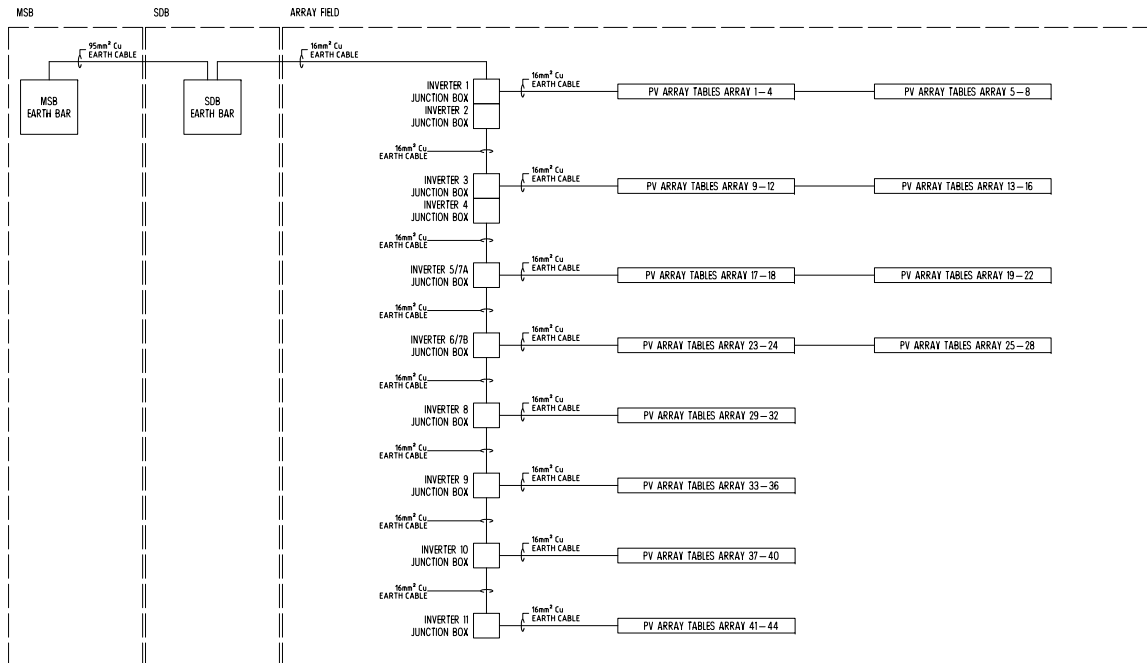 MSB
SDB
ARRAY FIELD
95mm² Cu
EARTH CABLE
16mm² Cu
EARTH CABLE
MSB
EARTH BAR
SDB
EARTH BAR
INVERTER 1
JUNCTION BOX
INVERTER 2
JUNCTION BOX
16mm² Cu
EARTH CABLE
PV ARRAY TABLES ARRAY 1-4
PV ARRAY TABLES ARRAY 5-8
16mm² Cu
EARTH CABLE
INVERTER 3
JUNCTION BOX
INVERTER 4
JUNCTION BOX
16mm² Cu
EARTH CABLE
PV ARRAY TABLES ARRAY 9-12
PV ARRAY TABLES ARRAY 13-16
16mm² Cu
EARTH CABLE
INVERTER 5/7A
JUNCTION BOX
16mm² Cu
EARTH CABLE
PV ARRAY TABLES ARRAY 17-18
PV ARRAY TABLES ARRAY 19-22
16mm² Cu
EARTH CABLE
INVERTER 6/7B
JUNCTION BOX
16mm² Cu
EARTH CABLE
PV ARRAY TABLES ARRAY 23-24
PV ARRAY TABLES ARRAY 25-28
16mm² Cu
EARTH CABLE
INVERTER 8
JUNCTION BOX
16mm² Cu
EARTH CABLE
PV ARRAY TABLES ARRAY 29-32
16mm² Cu
EARTH CABLE
INVERTER 9
JUNCTION BOX
16mm² Cu
EARTH CABLE
PV ARRAY TABLES ARRAY 33-36
16mm² Cu
EARTH CABLE
INVERTER 10
JUNCTION BOX
16mm² Cu
EARTH CABLE
PV ARRAY TABLES ARRAY 37-40
16mm² Cu
EARTH CABLE
INVERTER 11
JUNCTION BOX
16mm² Cu
EARTH CABLE
PV ARRAY TABLES ARRAY 41-44